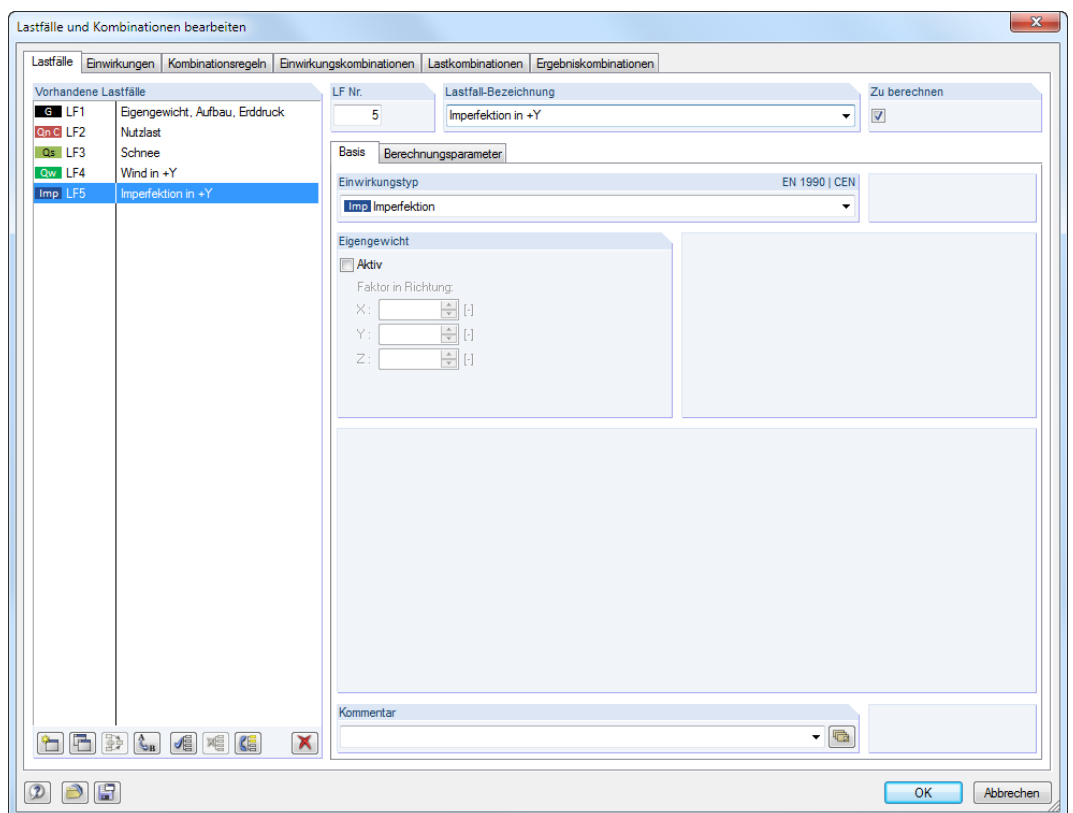 Lastfälle und Kombinationen bearbeiten
x
Lastfälle Einwirkungen Kombinationsregeln Einwirkungskombinationen Lastkombinationen Ergebniskombinationen
Vorhandene Lastfälle
G LF1 Eigengewicht, Aufbau, Erddruck
Qn C LF2 Nutzlast
Qs LF3 Schnee
Qw LF4 Wind in +Y
Imp LF5 Imperfektion in +Y
LF Nr.
5
Lastfall-Bezeichnung
Imperfektion in +Y
Zu berechnen
Basis Berechnungsparameter
Einwirkungstyp EN 1990 | CEN
Imp Imperfektion
Eigengewicht
Aktiv
Faktor in Richtung:
X : [-]
Y : [-]
Z : [-]
Kommentar
OK Abbrechen